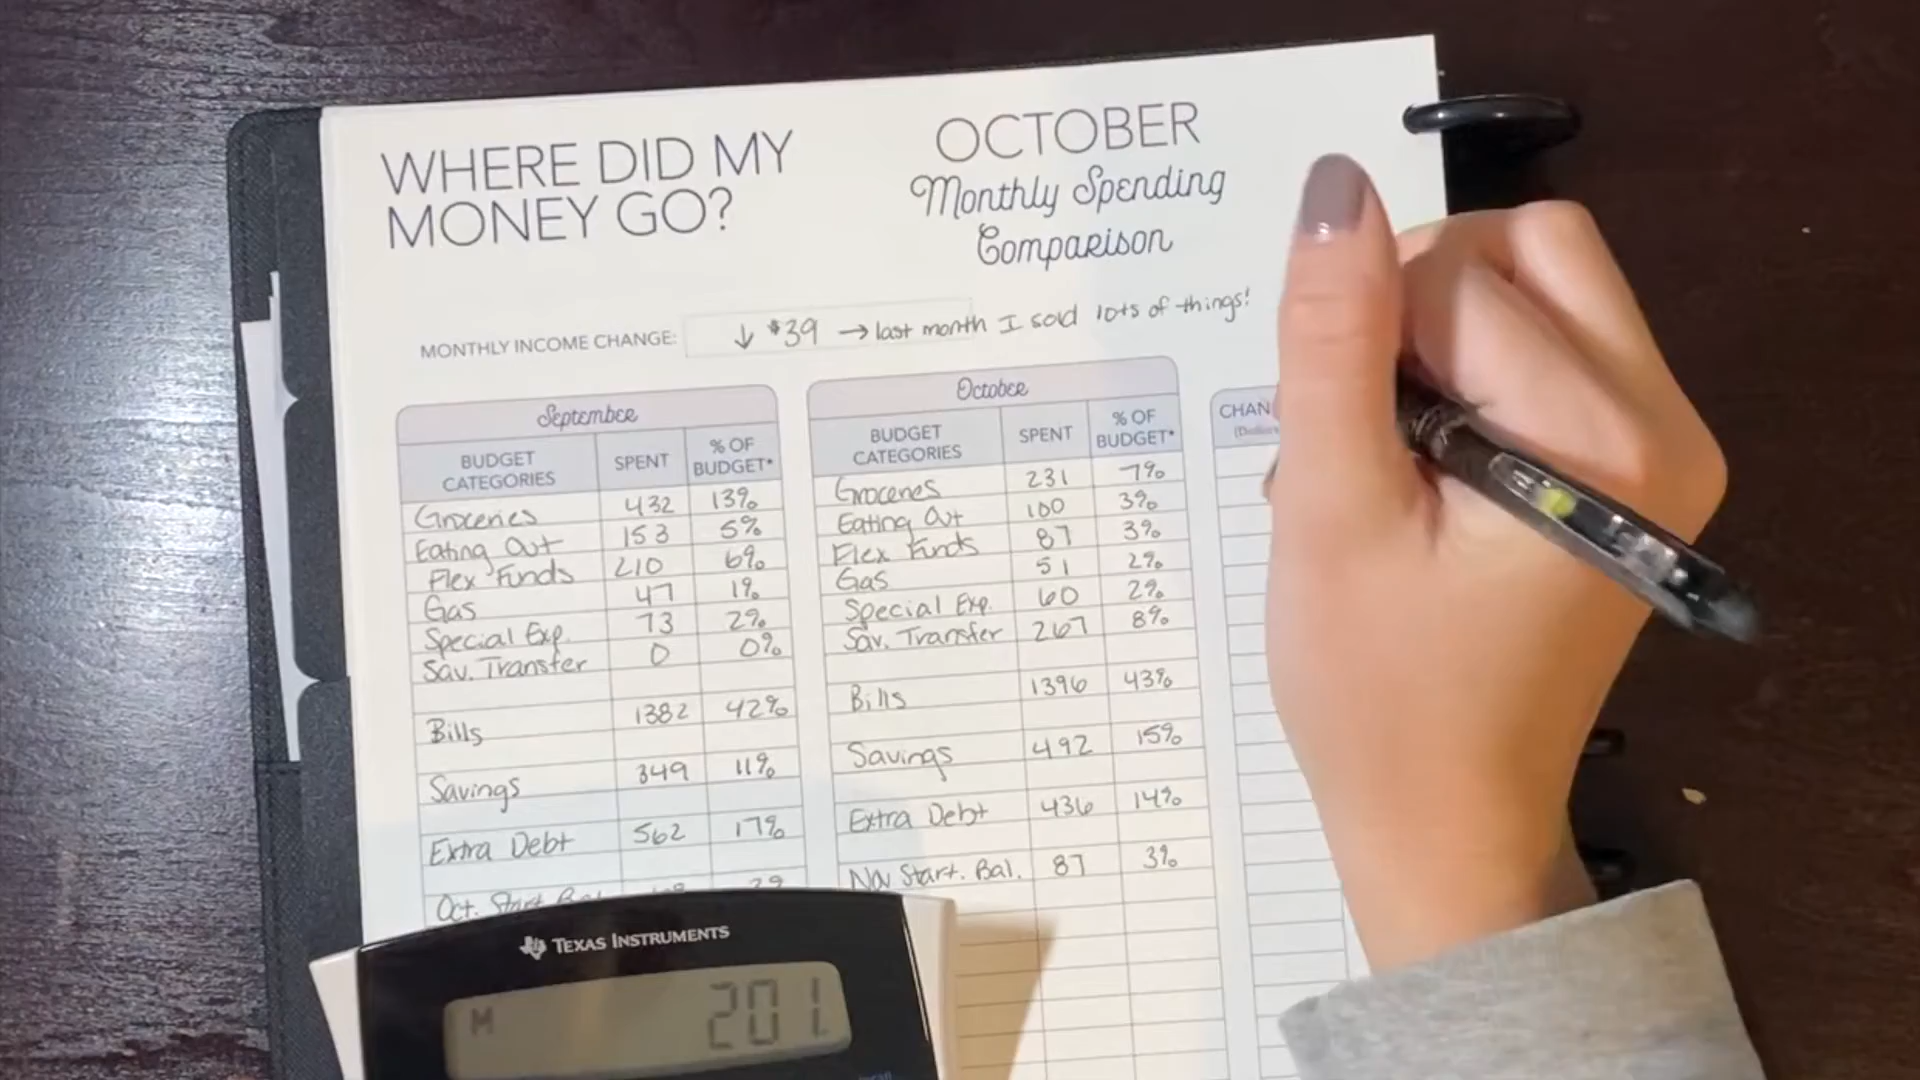 WHERE DID MY
MONEY GO?
OCTOBER
Monthly Spending
Comparison
MONTHLY INCOME CHANGE: ↓ $39 → last month I sold lots of things!
September
BUDGET CATEGORIES SPENT % OF BUDGET*
Groceries 432 13%
Eating Out 153 5%
Flex Funds 210 6%
Gas 47 1%
Special Exp. 73 2%
Sav. Transfer 0 0%
Bills 1382 42%
Savings 349 11%
Extra Debt 562 17%
Oct. Start
October
BUDGET CATEGORIES SPENT % OF BUDGET*
Groceries 231 7%
Eating Out 100 3%
Flex Funds 87 3%
Gas 51 2%
Special Exp. 60 2%
Sav. Transfer 267 8%
Bills 1396 43%
Savings 492 15%
Extra Debt 436 14%
Nov Start. Bal. 87 3%
CHAN
TEXAS INSTRUMENTS
M 201.